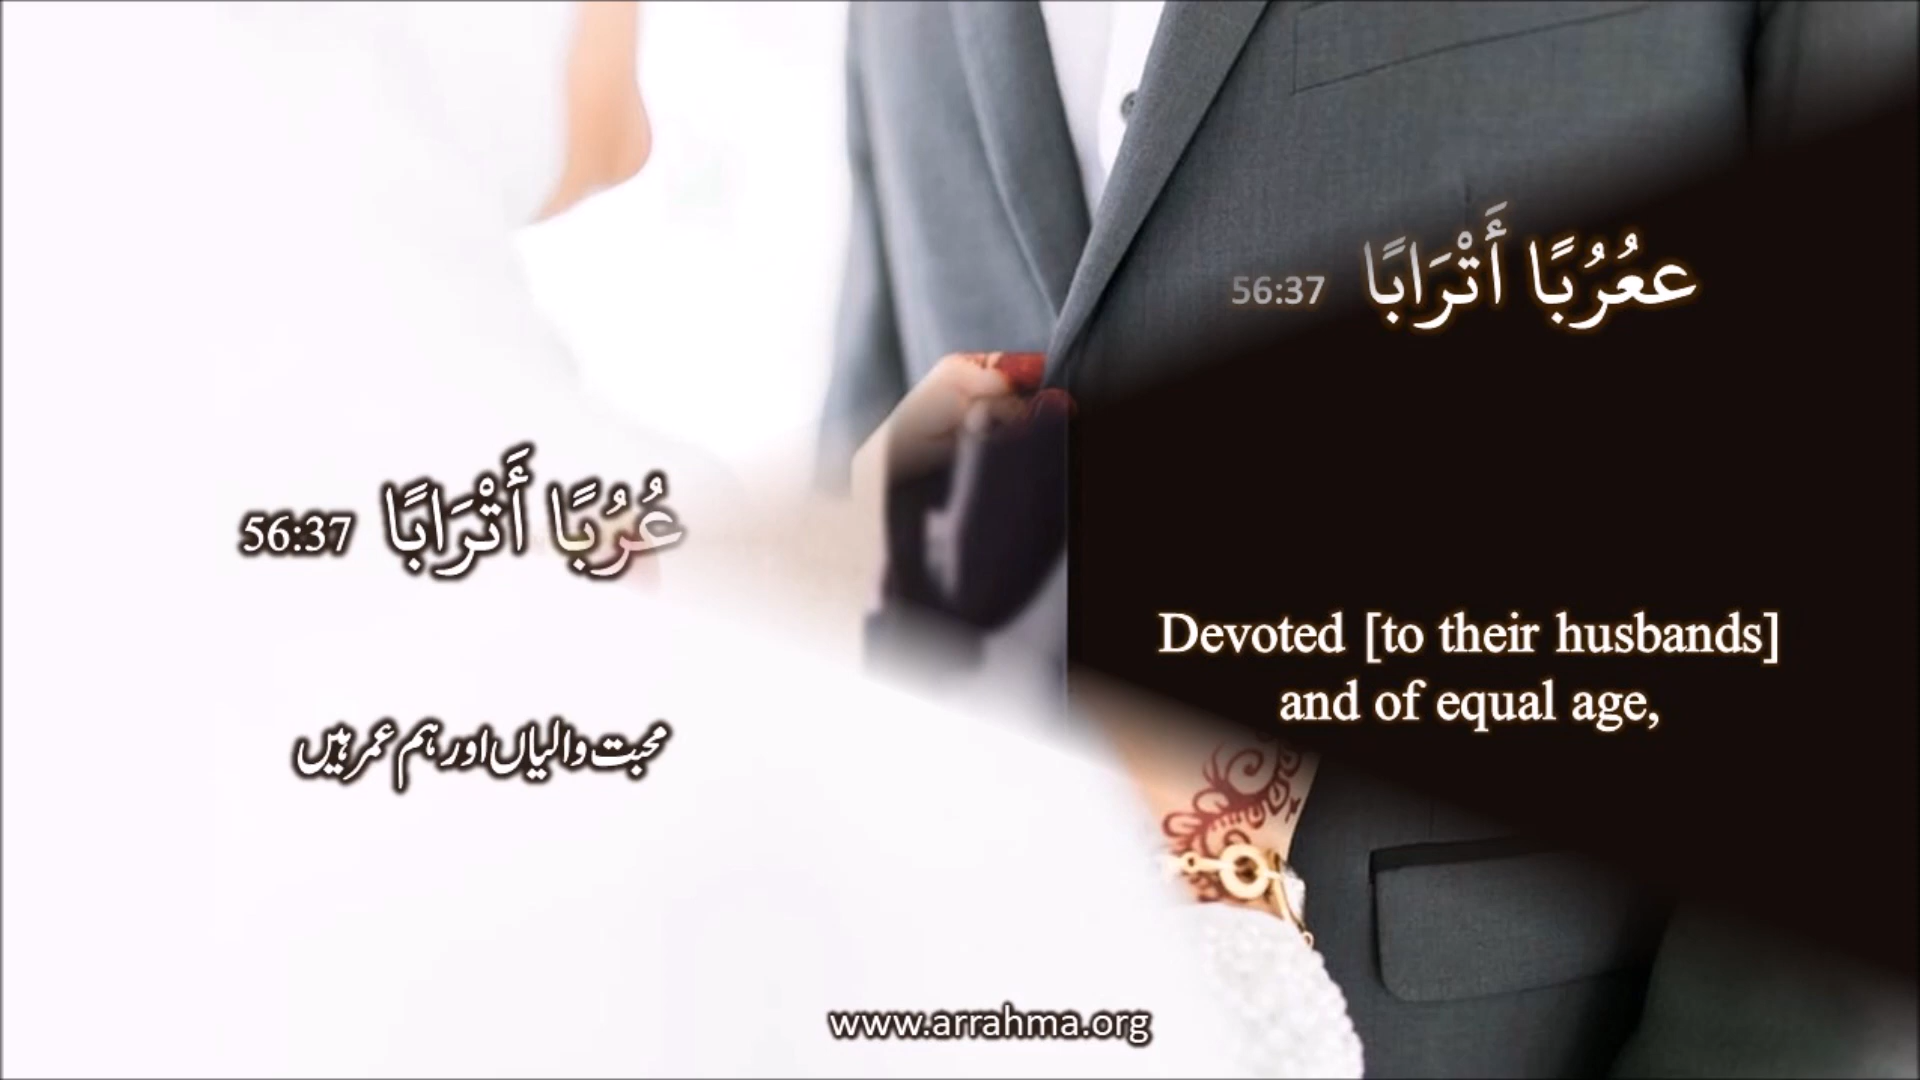 ععُرُبًا أَتْرَابًا 56:37
عُرُبًا أَتْرَابًا 56:37
Devoted [to their husbands]
and of equal age,
محبت والیاں اور ہم عمر ہیں
www.arrahma.org